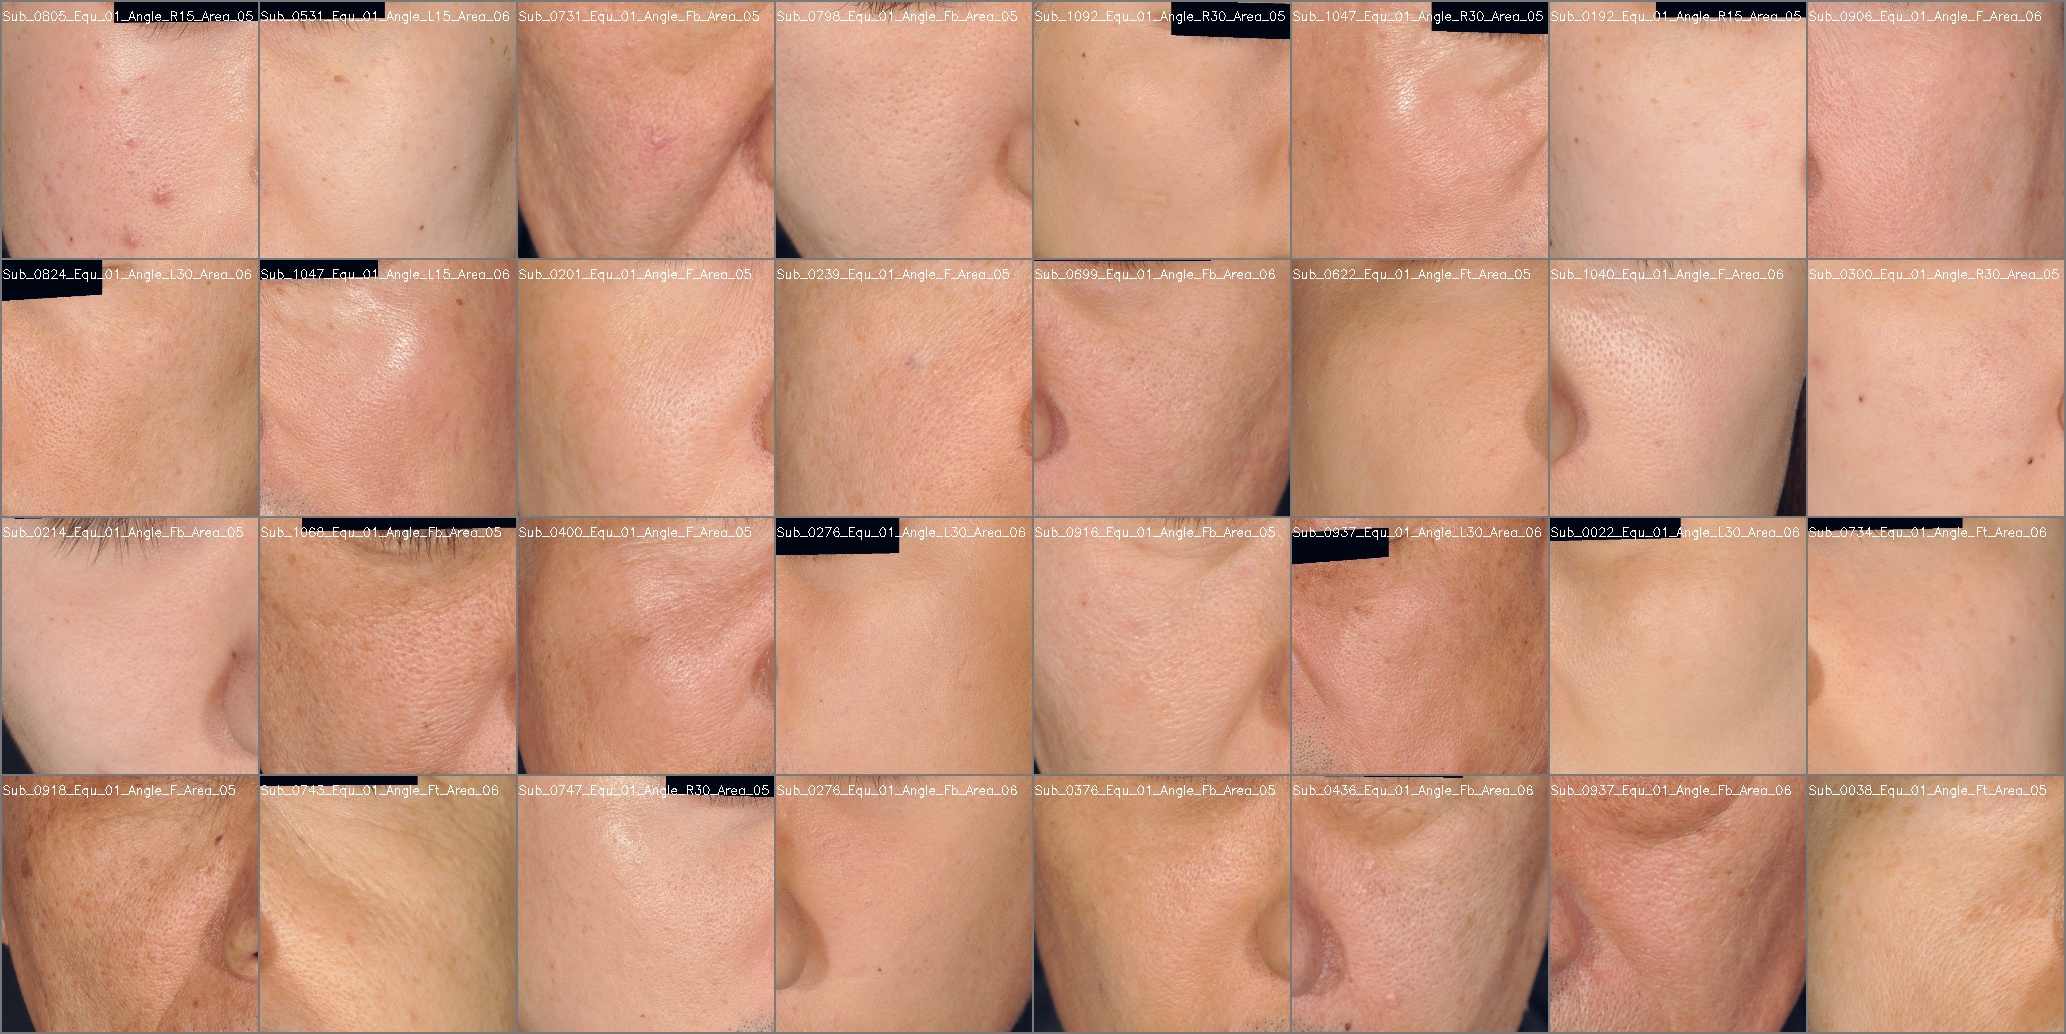 Sub_0805_Equ_01_Angle_R15_Area_05
Sub_0531_Equ_01_Angle_L15_Area_06
Sub_0731_Equ_01_Angle_Fb_Area_05
Sub_0798_Equ_01_Angle_Fb_Area_05
Sub_1092_Equ_01_Angle_R30_Area_05
Sub_1047_Equ_01_Angle_R30_Area_05
Sub_0192_Equ_01_Angle_R15_Area_05
Sub_0906_Equ_01_Angle_F_Area_06
Sub_0824_Equ_01_Angle_L30_Area_06
Sub_1047_Equ_01_Angle_L15_Area_06
Sub_0201_Equ_01_Angle_F_Area_05
Sub_0239_Equ_01_Angle_F_Area_05
Sub_0699_Equ_01_Angle_Fb_Area_06
Sub_0622_Equ_01_Angle_Ft_Area_05
Sub_1040_Equ_01_Angle_F_Area_06
Sub_0300_Equ_01_Angle_R30_Area_05
Sub_0214_Equ_01_Angle_Fb_Area_05
Sub_1068_Equ_01_Angle_Fb_Area_05
Sub_0400_Equ_01_Angle_F_Area_05
Sub_0276_Equ_01_Angle_L30_Area_06
Sub_0916_Equ_01_Angle_Fb_Area_05
Sub_0937_Equ_01_Angle_L30_Area_06
Sub_0022_Equ_01_Angle_L30_Area_06
Sub_0734_Equ_01_Angle_Ft_Area_06
Sub_0918_Equ_01_Angle_F_Area_05
Sub_0743_Equ_01_Angle_Ft_Area_06
Sub_0747_Equ_01_Angle_R30_Area_05
Sub_0276_Equ_01_Angle_Fb_Area_06
Sub_0376_Equ_01_Angle_Fb_Area_05
Sub_0436_Equ_01_Angle_Fb_Area_06
Sub_0937_Equ_01_Angle_Fb_Area_06
Sub_0038_Equ_01_Angle_Ft_Area_05